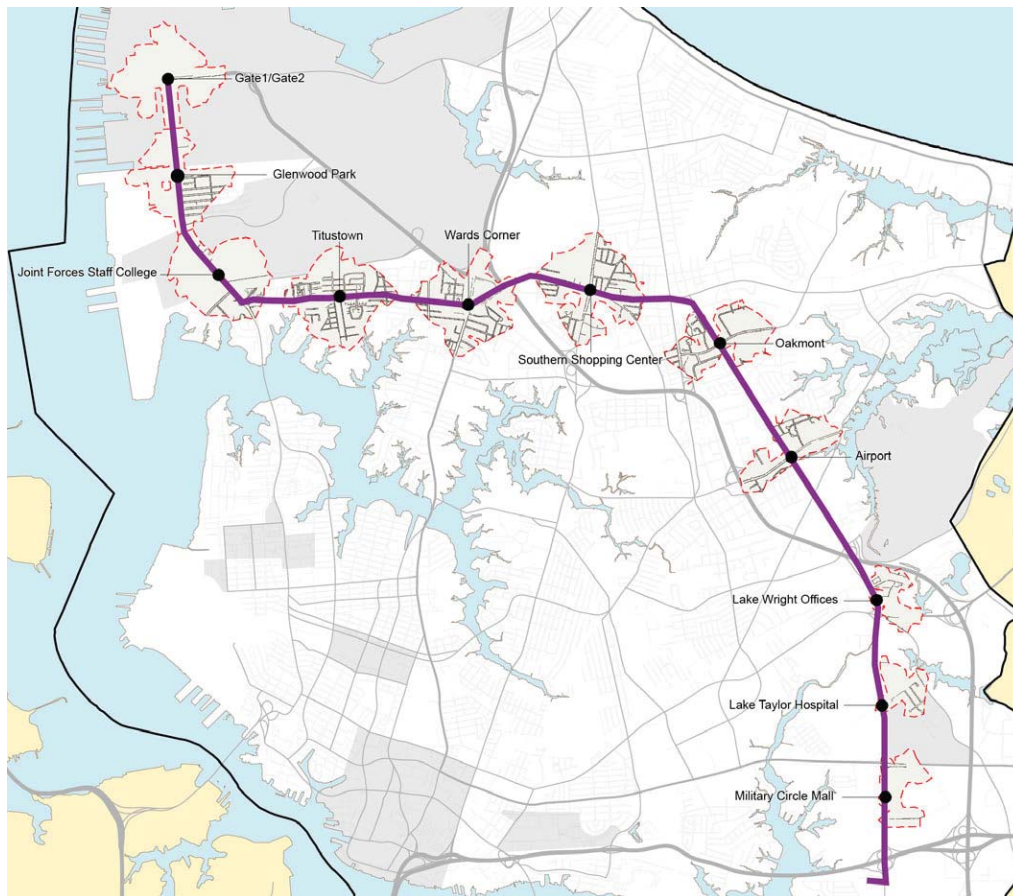 Gate1/Gate2
Glenwood Park
Titustown
Wards Corner
Joint Forces Staff College
Southern Shopping Center
Oakmont
Airport
Lake Wright Offices
Lake Taylor Hospital
Military Circle Mall